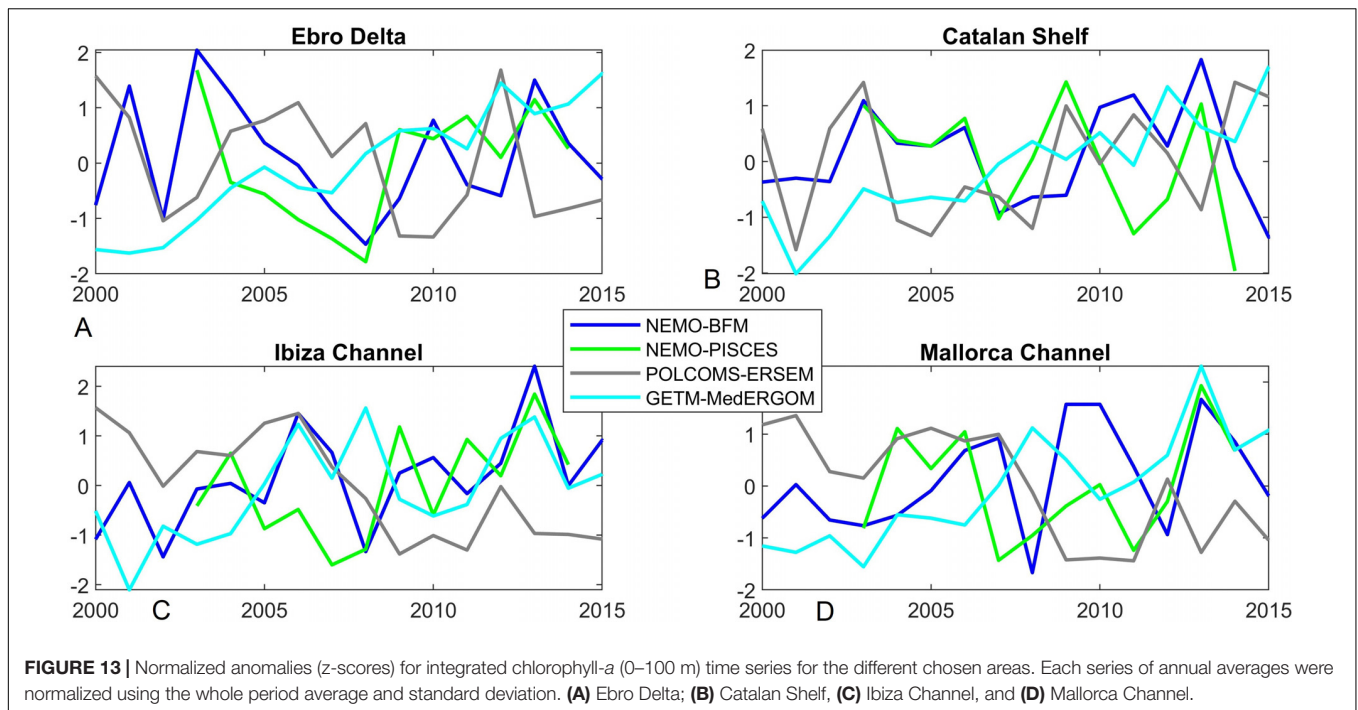 Ebro Delta
2
1
0
-1
-2
2000 2005 2010 2015
A
Catalan Shelf
2
1
0
-1
-2
2000 2005 2010 2015
B
NEMO-BFM
NEMO-PISCES
POLCOMS-ERSEM
GETM-MedERGOM
Ibiza Channel
2
1
0
-1
-2
2000 2005 2010 2015
C
Mallorca Channel
1
0
-1
-2
2000 2005 2010 2015
D
FIGURE 13 | Normalized anomalies (z-scores) for integrated chlorophyll-a (0–100 m) time series for the different chosen areas. Each series of annual averages were
normalized using the whole period average and standard deviation. (A) Ebro Delta; (B) Catalan Shelf, (C) Ibiza Channel, and (D) Mallorca Channel.